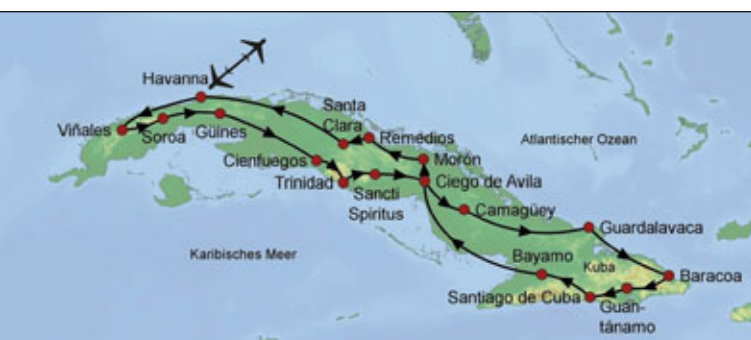 Havanna
Santa
Clara
Viñales
Soroa
Güines
Remedios
Atlantischer Ozean
Cienfuegos
Morón
Trinidad
Sancti
Spiritus
Ciego de Avila
Camagüey
Guardalavaca
Karibisches Meer
Bayamo
Kuba
Baracoa
Santiago de Cuba
Guan-
tánamo